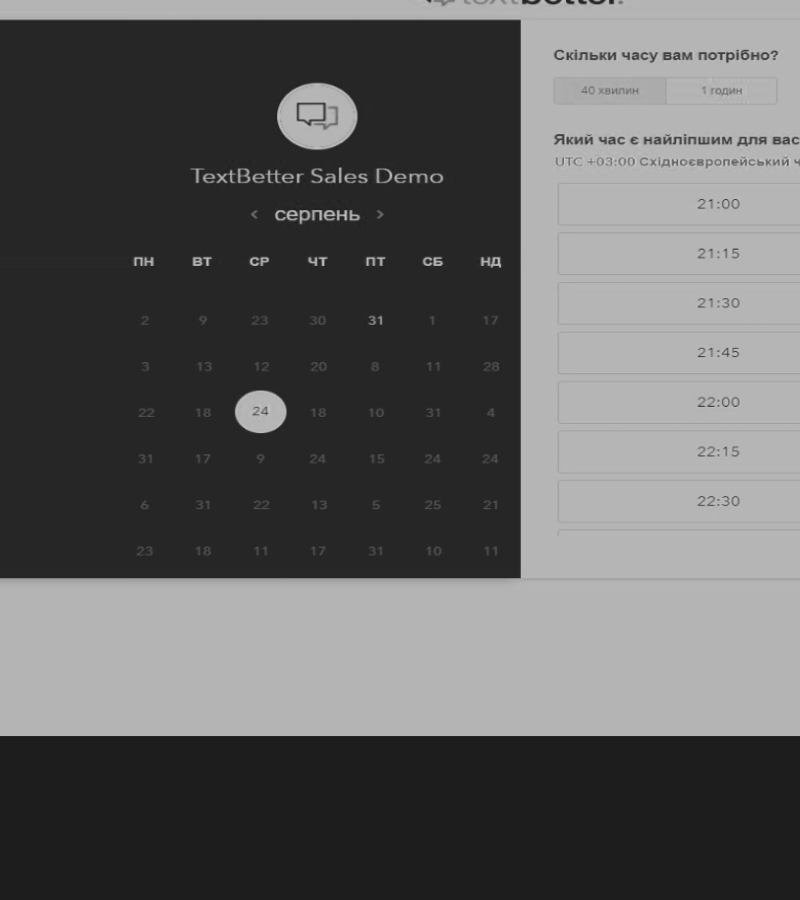 textbetter.
TextBetter Sales Demo
‹ серпень ›
ПН ВТ СР ЧТ ПТ СБ НД
2 9 23 30 31 1 17
3 13 12 20 8 11 28
22 18 24 18 10 31 4
31 17 9 24 15 24 24
6 31 22 13 5 25 21
23 18 11 17 31 10 11
Скільки часу вам потрібно?
40 хвилин 1 годин
Який час є найліпшим для вас
UTC +03:00 Східноєвропейський ч
21:00
21:15
21:30
21:45
22:00
22:15
22:30